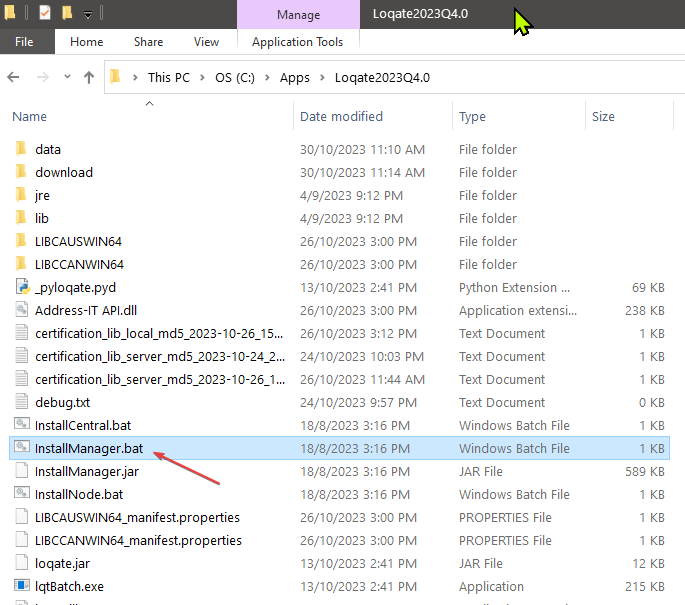 Manage Loqate2023Q4.0
File Home Share View Application Tools
This PC > OS (C:) > Apps > Loqate2023Q4.0
Name Date modified Type Size
data 30/10/2023 11:10 AM File folder
download 30/10/2023 11:14 AM File folder
jre 4/9/2023 9:12 PM File folder
lib 4/9/2023 9:12 PM File folder
LIBCAUSWIN64 26/10/2023 3:00 PM File folder
LIBCCANWIN64 26/10/2023 3:00 PM File folder
_pyloqate.pyd 13/10/2023 2:41 PM Python Extension ... 69 KB
Address-IT API.dll 26/10/2023 3:00 PM Application extensi... 238 KB
certification_lib_local_md5_2023-10-26_15... 26/10/2023 3:12 PM Text Document 1 KB
certification_lib_server_md5_2023-10-24_2... 24/10/2023 10:03 PM Text Document 1 KB
certification_lib_server_md5_2023-10-26_1... 26/10/2023 11:44 AM Text Document 1 KB
debug.txt 24/10/2023 9:57 PM Text Document 0 KB
InstallCentral.bat 18/8/2023 3:16 PM Windows Batch File 1 KB
InstallManager.bat 18/8/2023 3:16 PM Windows Batch File 1 KB
InstallManager.jar 18/8/2023 3:16 PM JAR File 589 KB
InstallNode.bat 18/8/2023 3:16 PM Windows Batch File 1 KB
LIBCAUSWIN64_manifest.properties 26/10/2023 3:00 PM PROPERTIES File 1 KB
LIBCCANWIN64_manifest.properties 26/10/2023 3:00 PM PROPERTIES File 1 KB
loqate.jar 13/10/2023 2:41 PM JAR File 12 KB
lqtBatch.exe 13/10/2023 2:41 PM Application 215 KB